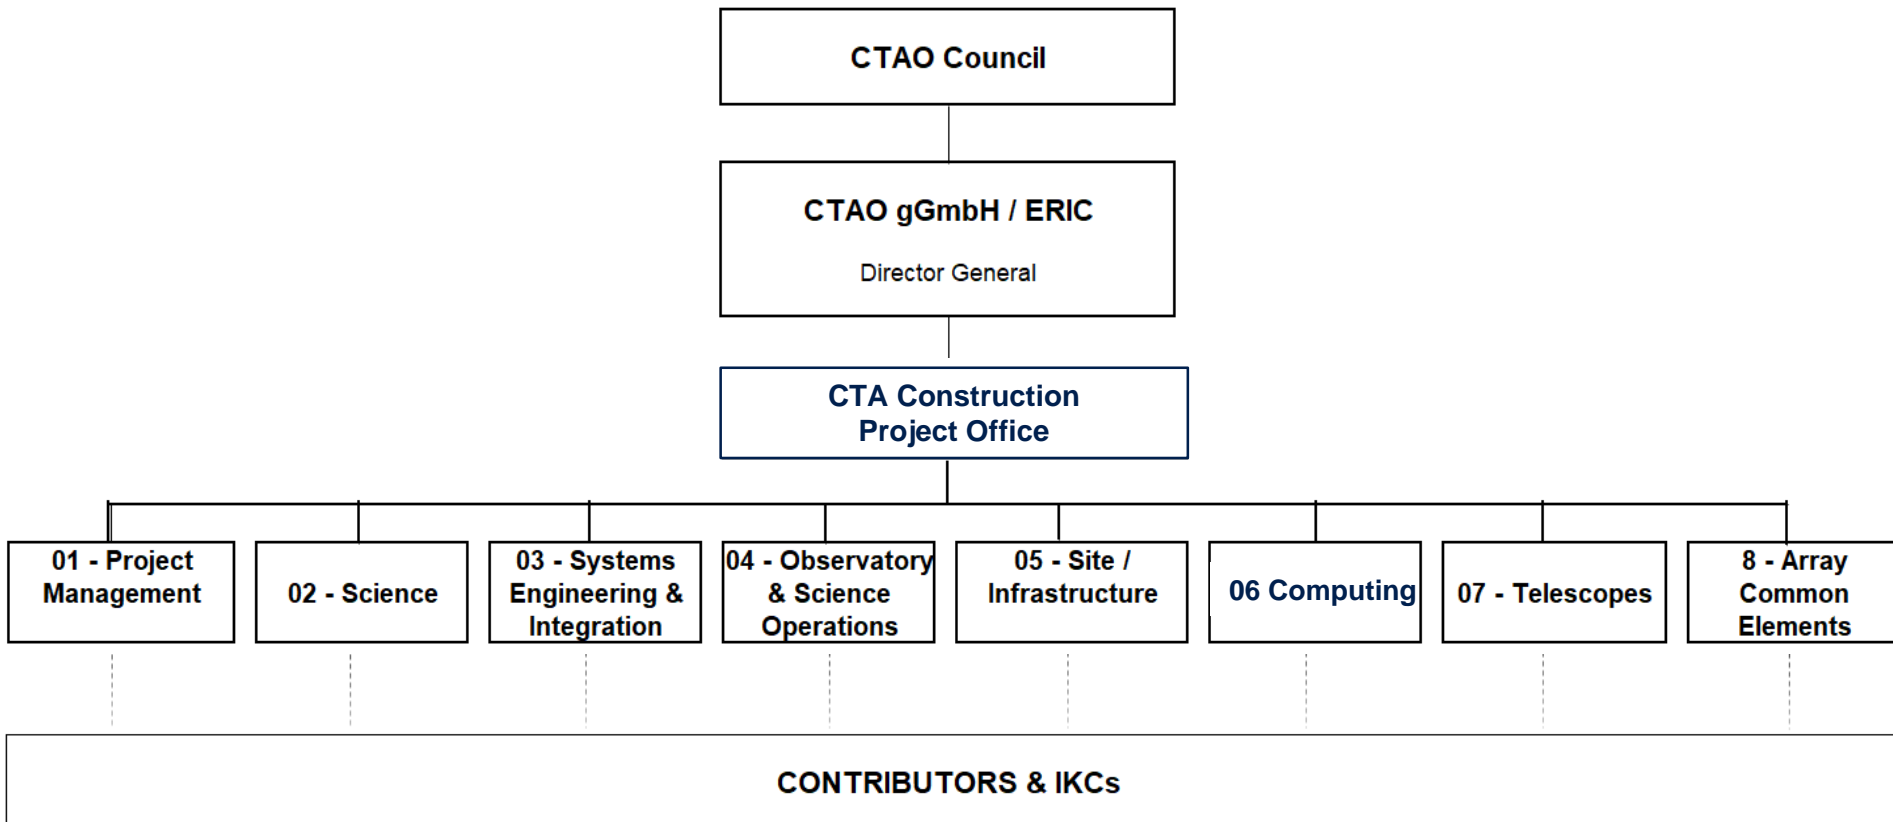 CTAO Council
CTAO gGmbH / ERIC
Director General
CTA Construction
Project Office
01 - Project
Management
02 - Science
03 - Systems
Engineering &
Integration
04 - Observatory
& Science
Operations
05 - Site /
Infrastructure
06 Computing
07 - Telescopes
8 - Array
Common
Elements
CONTRIBUTORS & IKCs